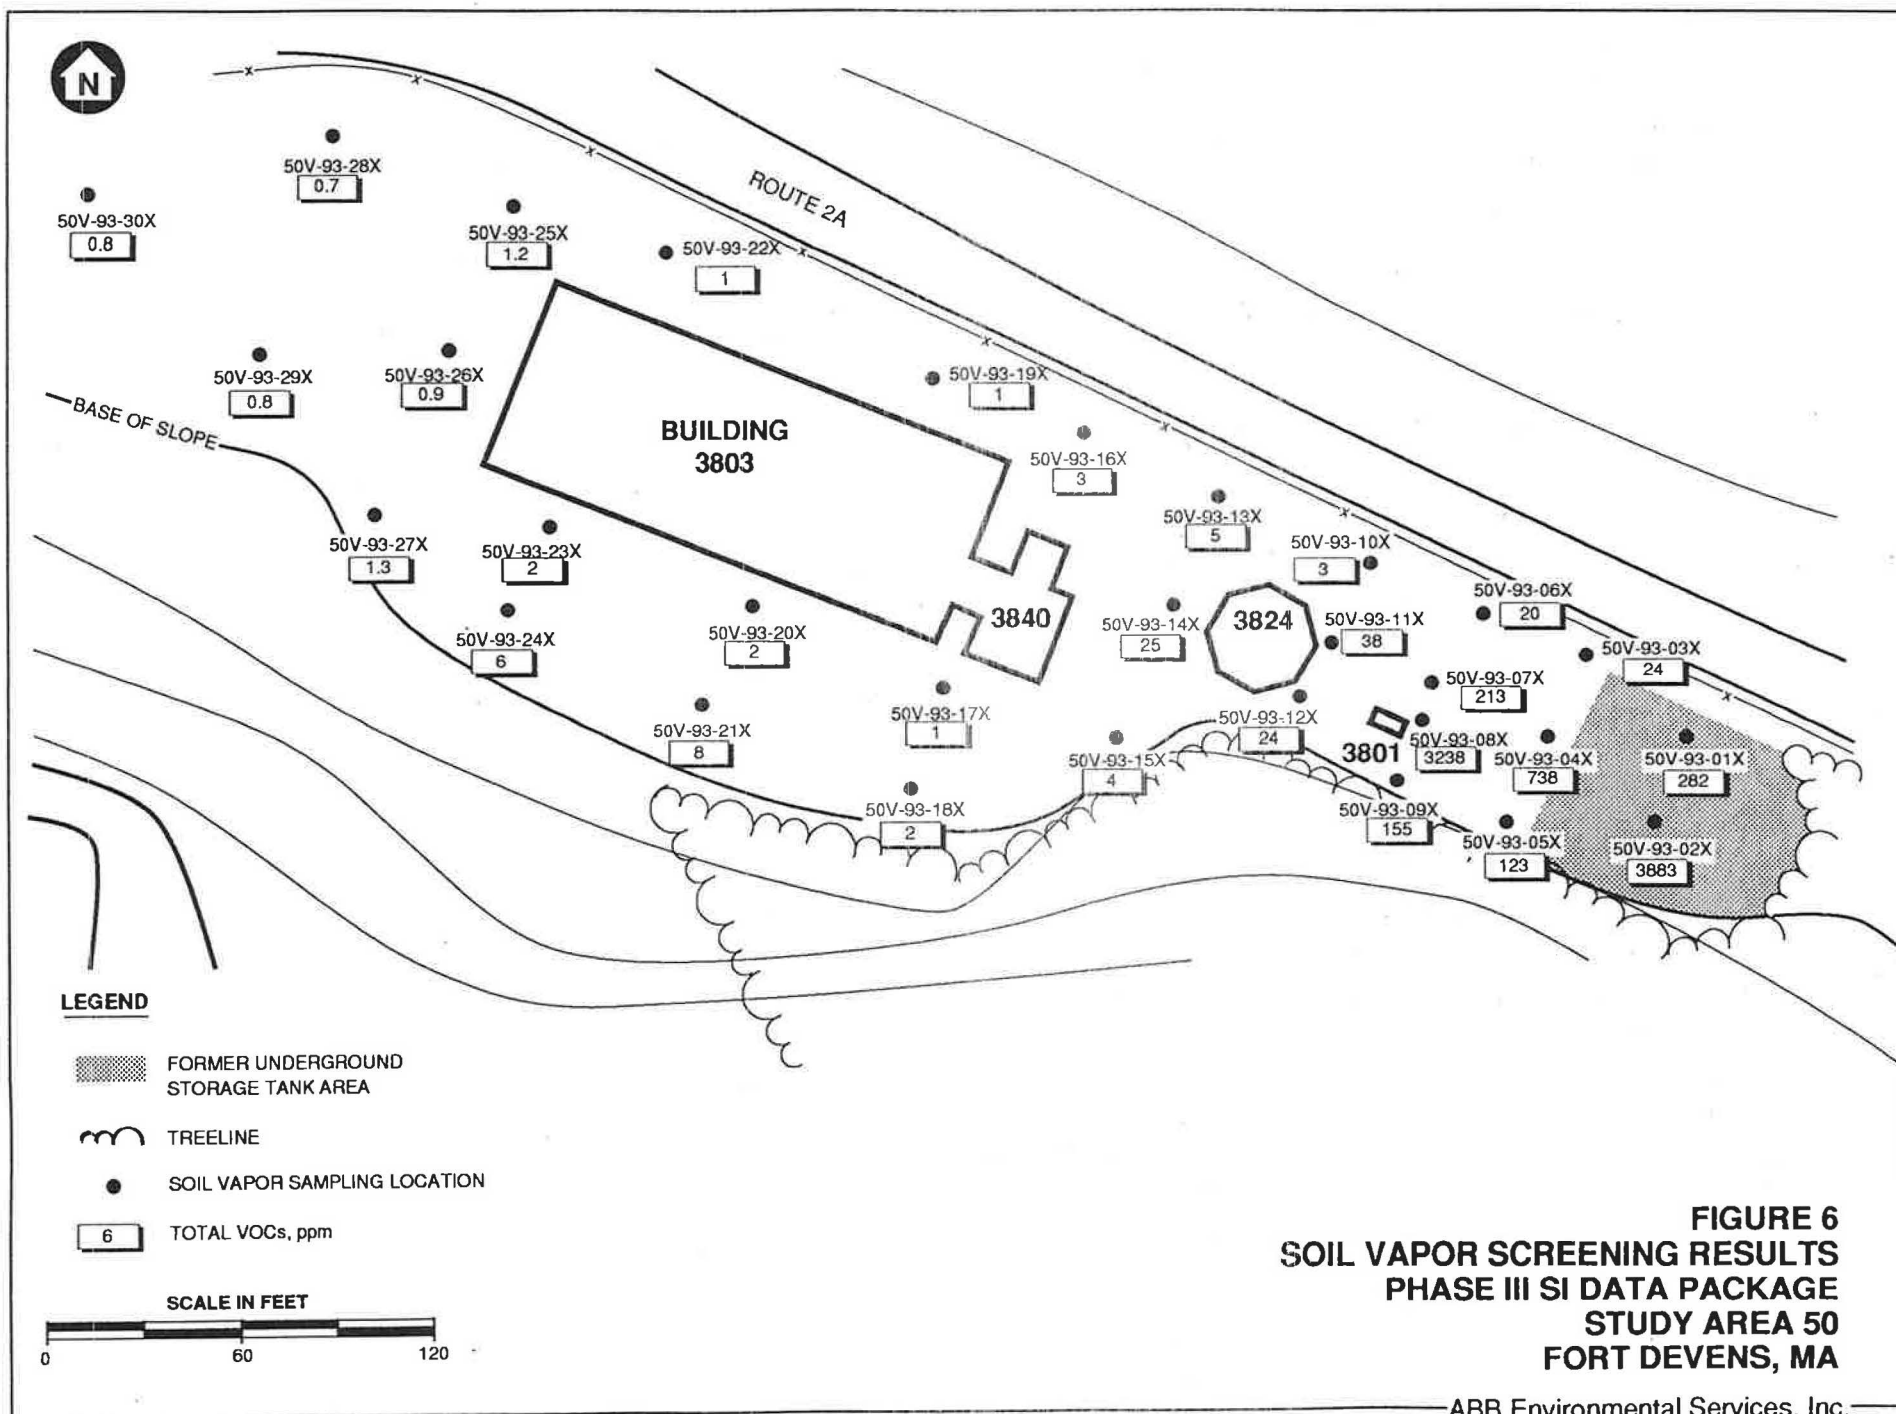 N
50V-93-28X
0.7
50V-93-30X
0.8
50V-93-25X
1.2
50V-93-22X
1
ROUTE 2A
50V-93-29X
0.8
50V-93-26X
0.9
50V-93-19X
1
BASE OF SLOPE
BUILDING
3803
50V-93-16X
3
50V-93-13X
5
50V-93-10X
3
50V-93-27X
1.3
50V-93-23X
2
50V-93-06X
20
50V-93-24X
6
50V-93-20X
2
3840
50V-93-14X
25
3824
50V-93-11X
38
50V-93-03X
24
50V-93-07X
213
50V-93-21X
8
50V-93-17X
1
50V-93-12X
24
3801
50V-93-08X
3238
50V-93-04X
738
50V-93-01X
282
50V-93-15X
4
50V-93-18X
2
50V-93-09X
155
50V-93-05X
123
50V-93-02X
3883
LEGEND
FORMER UNDERGROUND
STORAGE TANK AREA
TREELINE
SOIL VAPOR SAMPLING LOCATION
6
TOTAL VOCs, ppm
SCALE IN FEET
0 60 120
FIGURE 6
SOIL VAPOR SCREENING RESULTS
PHASE III SI DATA PACKAGE
STUDY AREA 50
FORT DEVENS, MA
ABB Environmental Services, Inc.